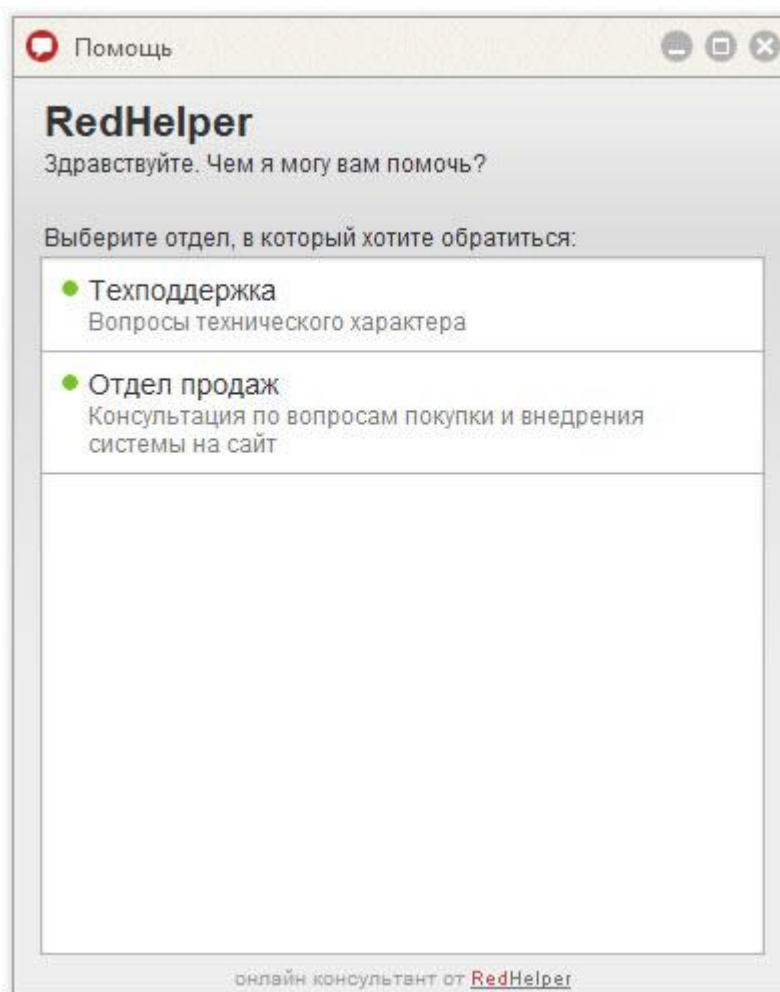 Помощь
RedHelper
Здравствуйте. Чем я могу вам помочь?
Выберите отдел, в который хотите обратиться:
Техподдержка
Вопросы технического характера
Отдел продаж
Консультация по вопросам покупки и внедрения
системы на сайт
онлайн консультант от RedHelper